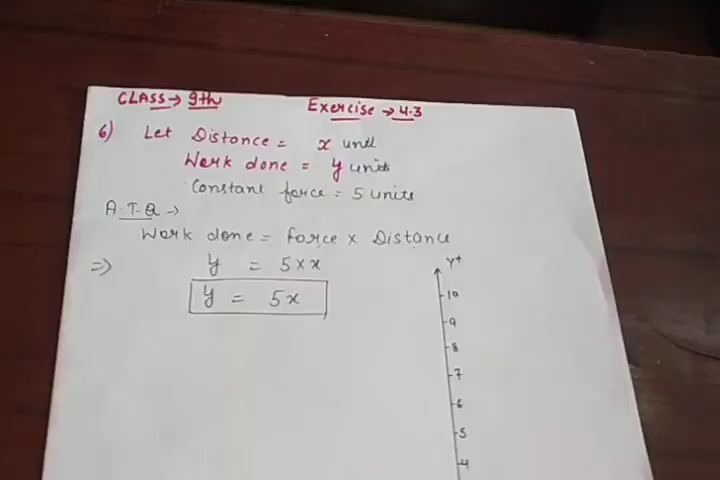 CLASS → 9th
Exercise → 4.3
6) Let Distance = x unit
Work done = y units
Constant force = 5 units
A.T.Q →
Work done = force x Distance
⇒ y = 5 x x
y = 5x
Y+
10
9
8
7
6
5
4